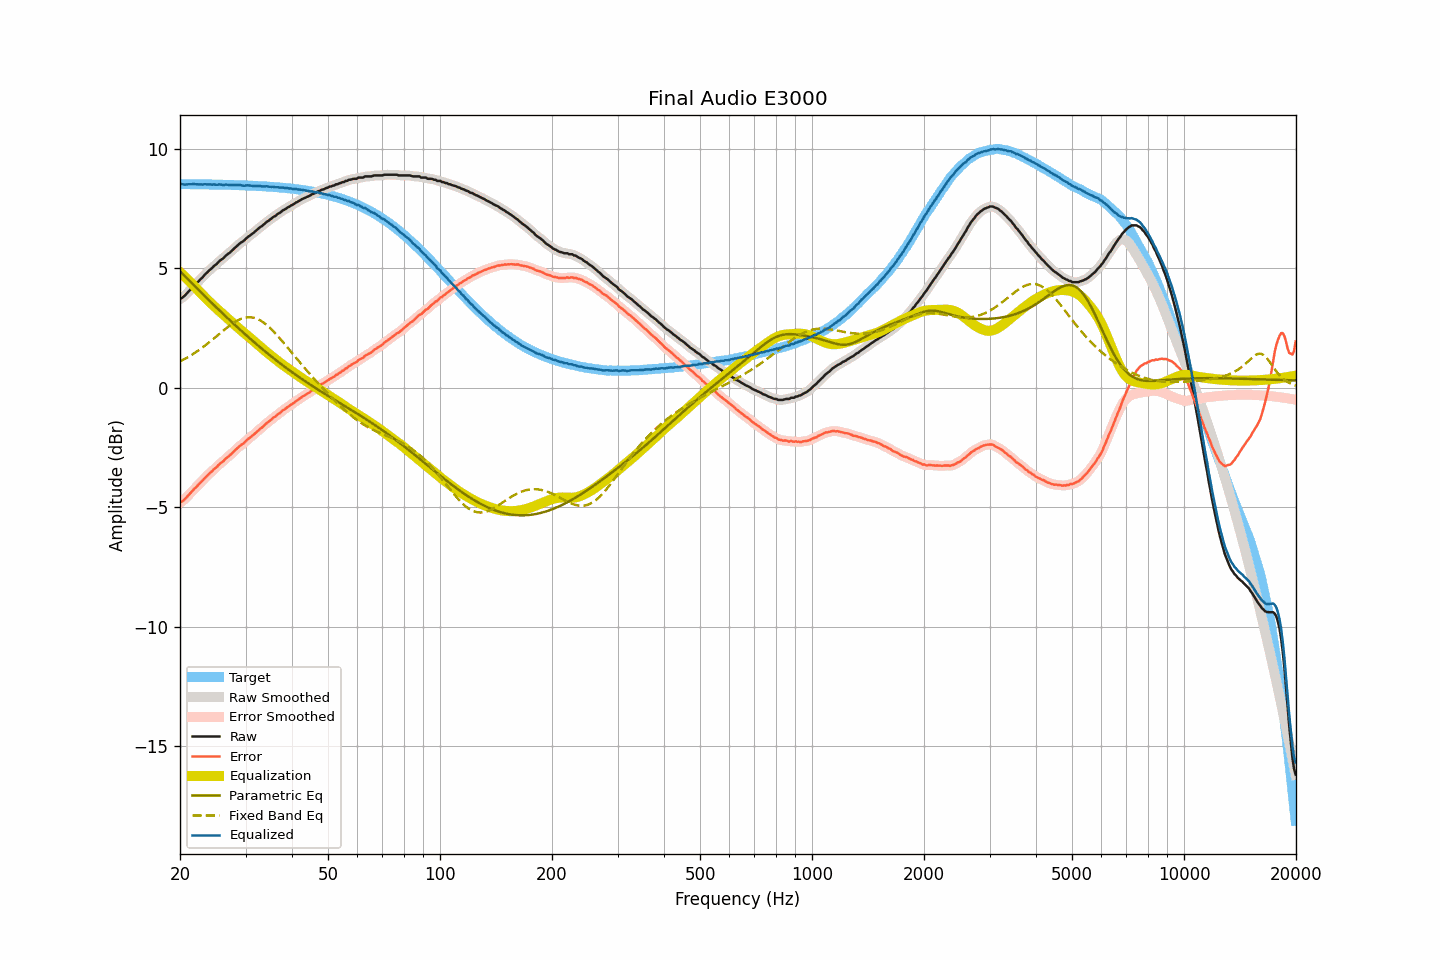 Final Audio E3000
Amplitude (dBr)
10
5
0
−5
−10
−15
Target
Raw Smoothed
Error Smoothed
Raw
Error
Equalization
Parametric Eq
Fixed Band Eq
Equalized
20 50 100 200 500 1000 2000 5000 10000 20000
Frequency (Hz)